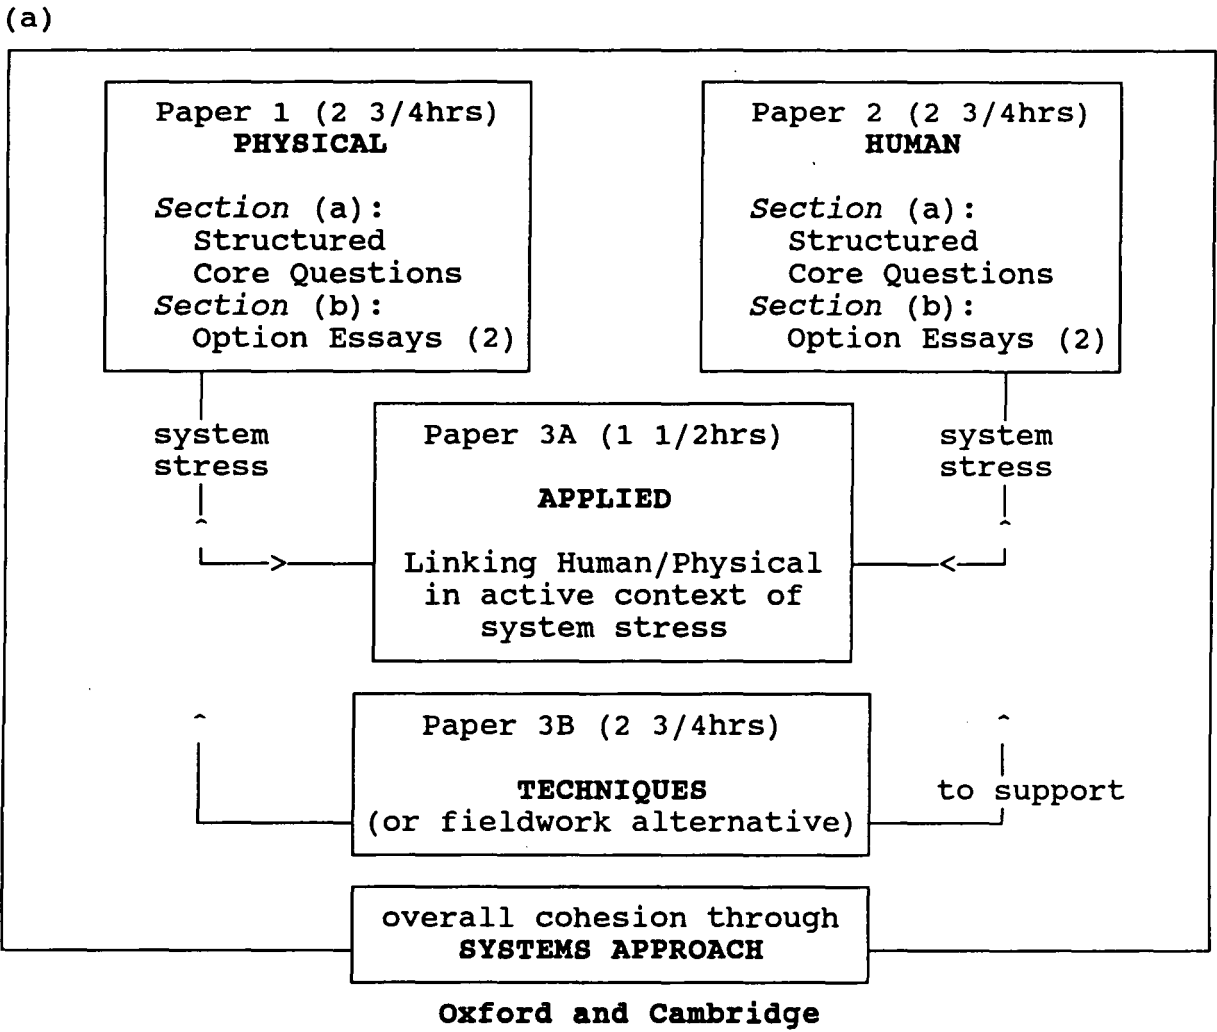 (a)
Paper 1 (2 3/4hrs)
PHYSICAL
Section (a):
Structured
Core Questions
Section (b):
Option Essays (2)
Paper 2 (2 3/4hrs)
HUMAN
Section (a):
Structured
Core Questions
Section (b):
Option Essays (2)
system
stress
Paper 3A (1 1/2hrs)
APPLIED
Linking Human/Physical
in active context of
system stress
system
stress
Paper 3B (2 3/4hrs)
TECHNIQUES
(or fieldwork alternative)
to support
overall cohesion through
SYSTEMS APPROACH
Oxford and Cambridge